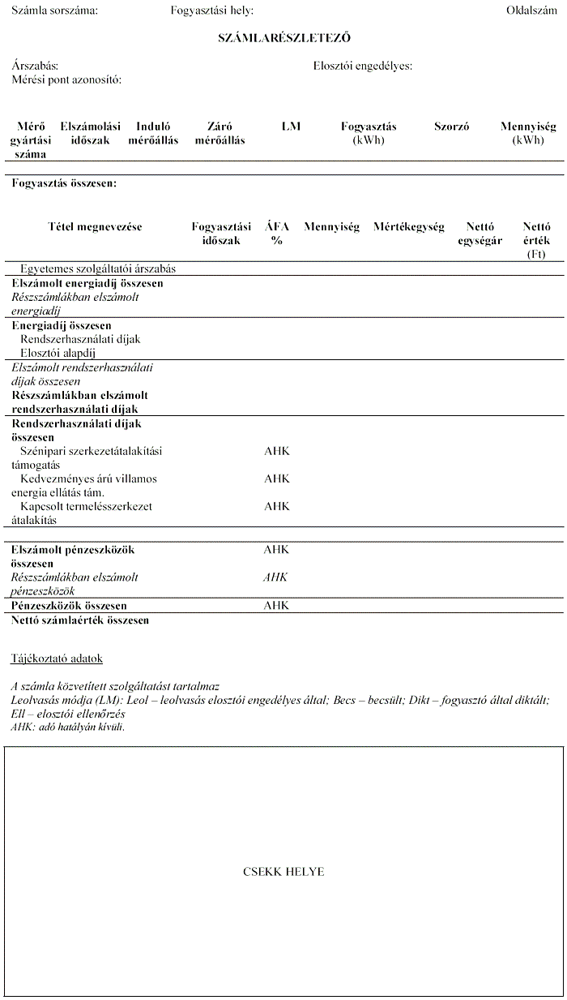 Számla sorszáma: Fogyasztási hely: Oldalszám
SZÁMLARÉSZLETEZŐ
Árszabás: Elosztói engedélyes:
Mérési pont azonosító:
Mérő Elszámolási Induló Záró LM Fogyasztás Szorzó Mennyiség
gyártási időszak mérőállás mérőállás (kWh) (kWh)
száma
Fogyasztás összesen:
Tétel megnevezése Fogyasztási ÁFA Mennyiség Mértékegység Nettó Nettó
időszak % egységár érték
(Ft)
Egyetemes szolgáltatói árszabás
Elszámolt energiadíj összesen
Részszámlákban elszámolt
energiadíj
Energiadíj összesen
Rendszerhasználati díjak
Elosztói alapdíj
Elszámolt rendszerhasználati
díjak összesen
Részszámlákban elszámolt
rendszerhasználati díjak
Rendszerhasználati díjak
összesen
Szénipari szerkezetátalakítási AHK
támogatás
Kedvezményes árú villamos AHK
energia ellátás tám.
Kapcsolt termelésszerkezet AHK
átalakítás
Elszámolt pénzeszközök AHK
összesen
Részszámlákban elszámolt AHK
pénzeszközök
Pénzeszközök összesen AHK
Nettó számlaérték összesen
Tájékoztató adatok
A számla közvetített szolgáltatást tartalmaz
Leolvasás módja (LM): Leol – leolvasás elosztói engedélyes által; Becs – becsült; Dikt – fogyasztó által diktált;
Ell – elosztói ellenőrzés
AHK: adó hatályán kívüli.
CSEKK HELYE